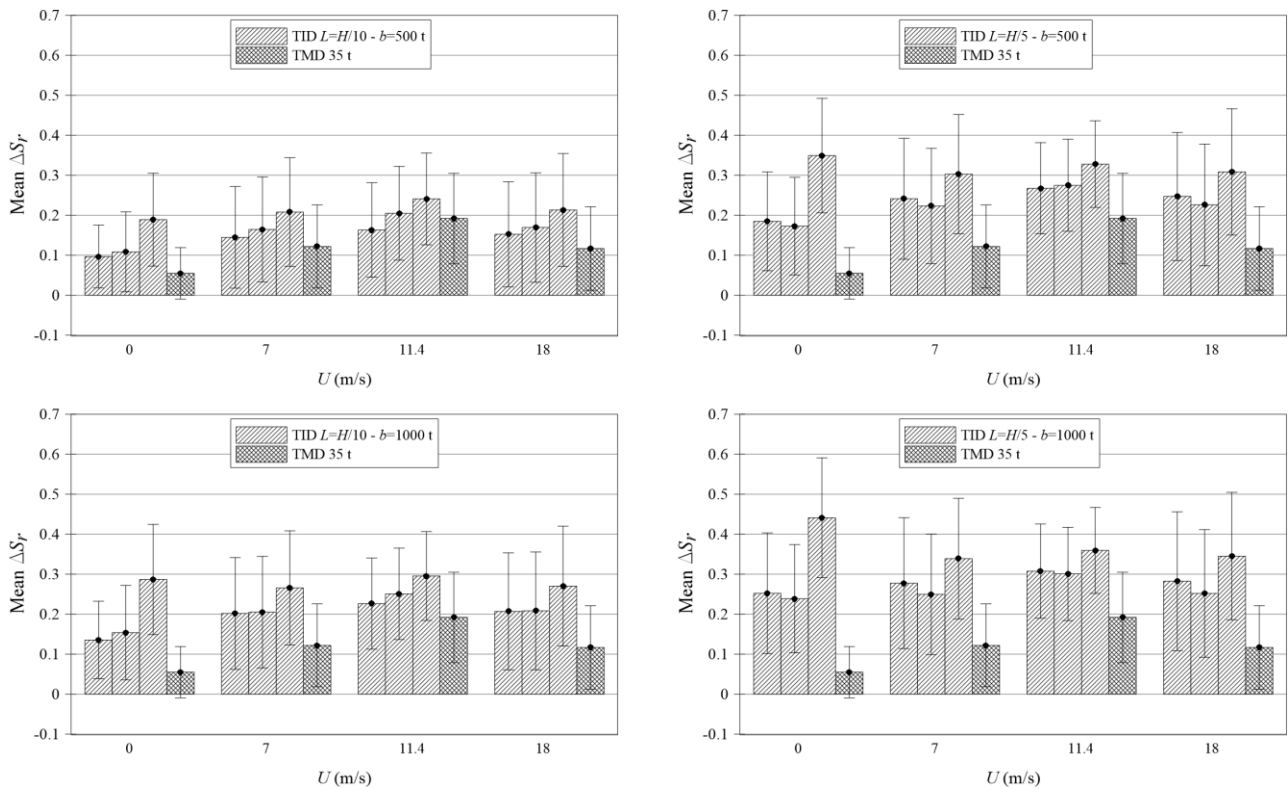 0.7
0.6
0.5
0.4
0.3
0.2
0.1
0
-0.1
Mean ΔSr
TID L=H/10 - b=500 t
TMD 35 t
0 7 11.4 18
U (m/s)
0.7
0.6
0.5
0.4
0.3
0.2
0.1
0
-0.1
Mean ΔSr
TID L=H/5 - b=500 t
TMD 35 t
0 7 11.4 18
U (m/s)
0.7
0.6
0.5
0.4
0.3
0.2
0.1
0
-0.1
Mean ΔSr
TID L=H/10 - b=1000 t
TMD 35 t
0 7 11.4 18
U (m/s)
0.7
0.6
0.5
0.4
0.3
0.2
0.1
0
-0.1
Mean ΔSr
TID L=H/5 - b=1000 t
TMD 35 t
0 7 11.4 18
U (m/s)